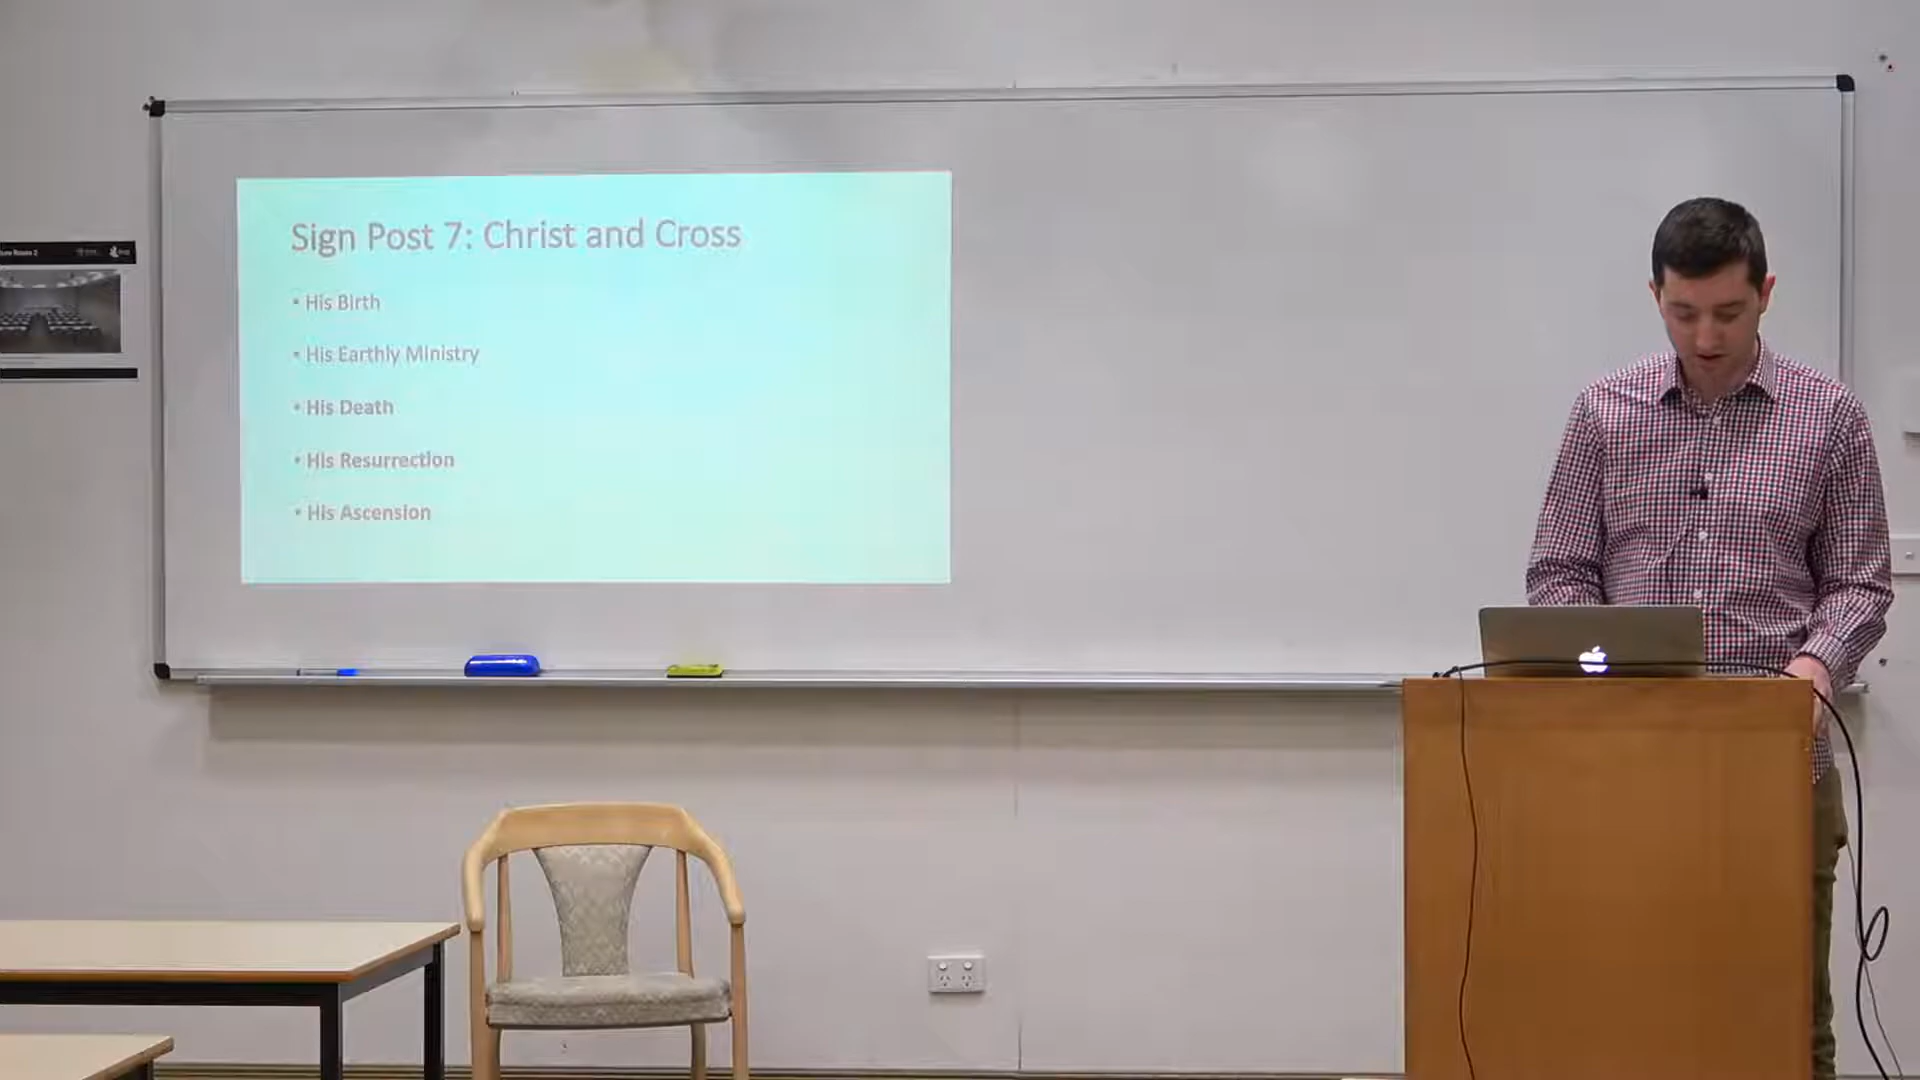 Sign Post 7: Christ and Cross
• His Birth
• His Earthly Ministry
• His Death
• His Resurrection
• His Ascension